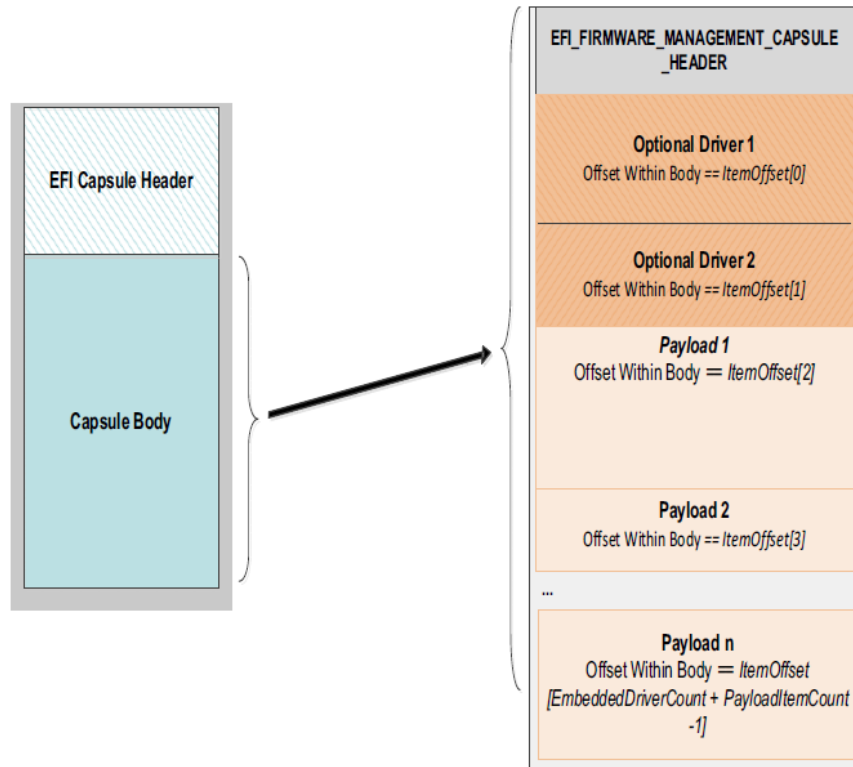 EFI Capsule Header
Capsule Body
EFI_FIRMWARE_MANAGEMENT_CAPSULE
_HEADER
Optional Driver 1
Offset Within Body == ItemOffset[0]
Optional Driver 2
Offset Within Body == ItemOffset[1]
Payload 1
Offset Within Body == ItemOffset[2]
Payload 2
Offset Within Body == ItemOffset[3]
...
Payload n
Offset Within Body == ItemOffset
[EmbeddedDriverCount + PayloadItemCount
-1]